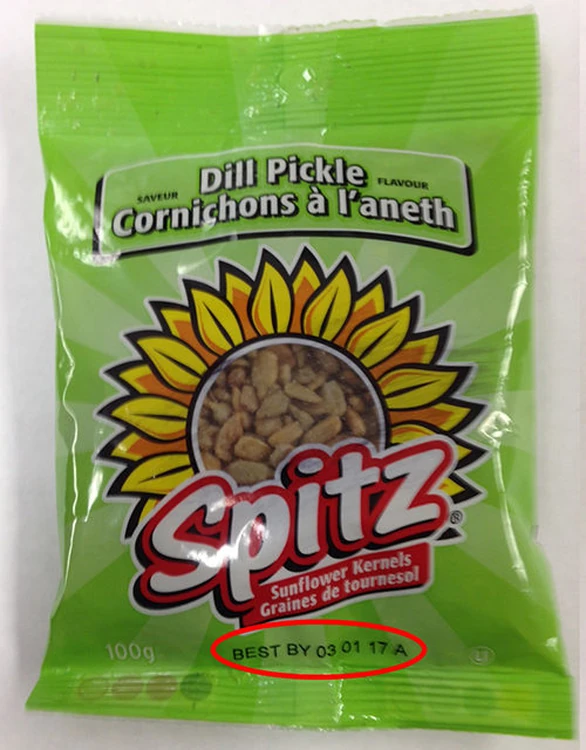 Dill Pickle
SAVEUR
FLAVOUR
Cornichons à l'aneth
Spitz®
Sunflower Kernels
Graines de tournesol
100g
BEST BY 03 01 17 A